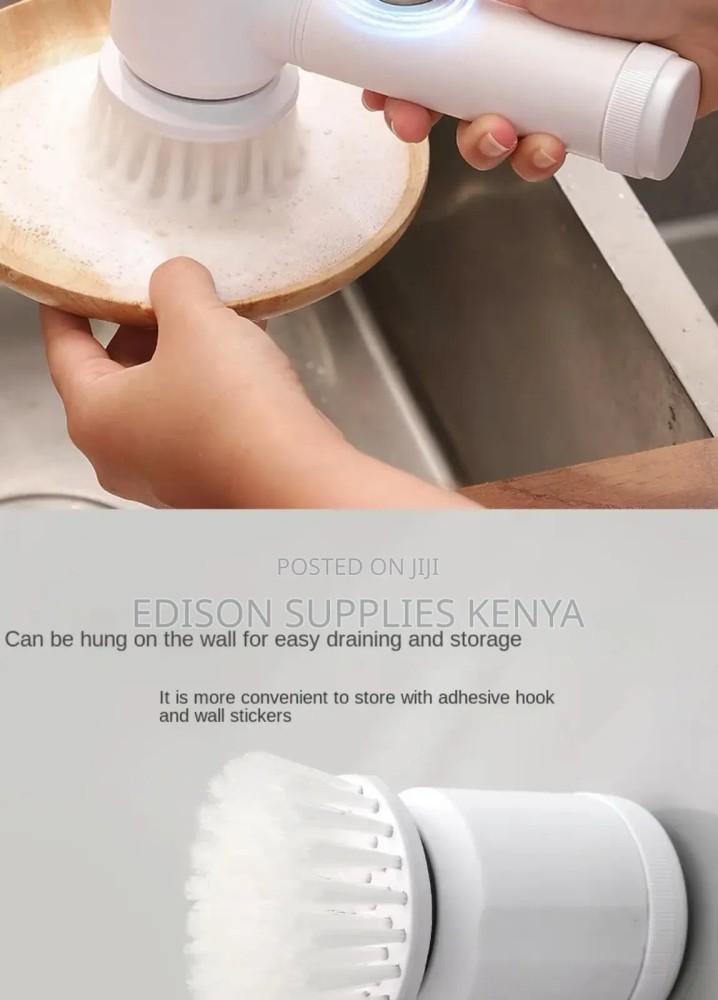 POSTED ON JIJI
EDISON SUPPLIES KENYA
Can be hung on the wall for easy draining and storage
It is more convenient to store with adhesive hook
and wall stickers